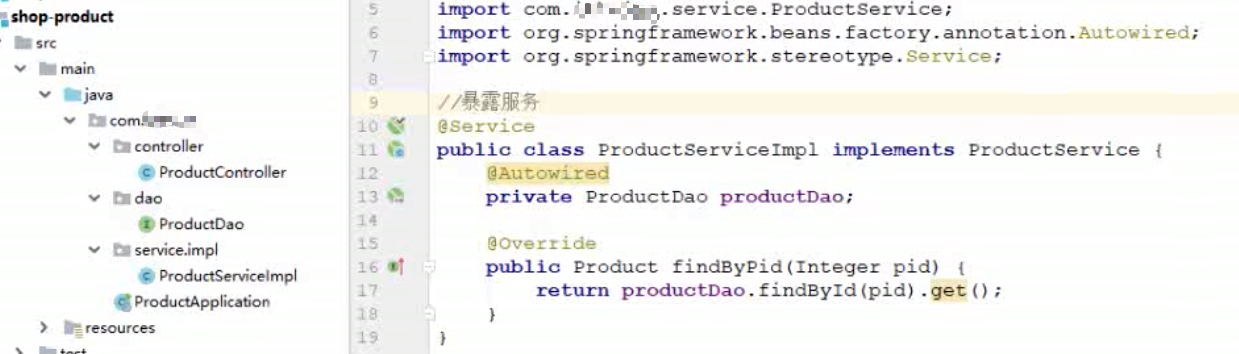 shop-product
src
main
java
com.
controller
ProductController
dao
ProductDao
service.impl
ProductServiceImpl
ProductApplication
resources
test
5 import com. .service.ProductService;
6 import org.springframework.beans.factory.annotation.Autowired;
7 import org.springframework.stereotype.Service;
8
9 //暴露服务
10 @Service
11 public class ProductServiceImpl implements ProductService {
12 @Autowired
13 private ProductDao productDao;
14
15 @Override
16 public Product findByPid(Integer pid) {
17 return productDao.findById(pid).get();
18 }
19 }